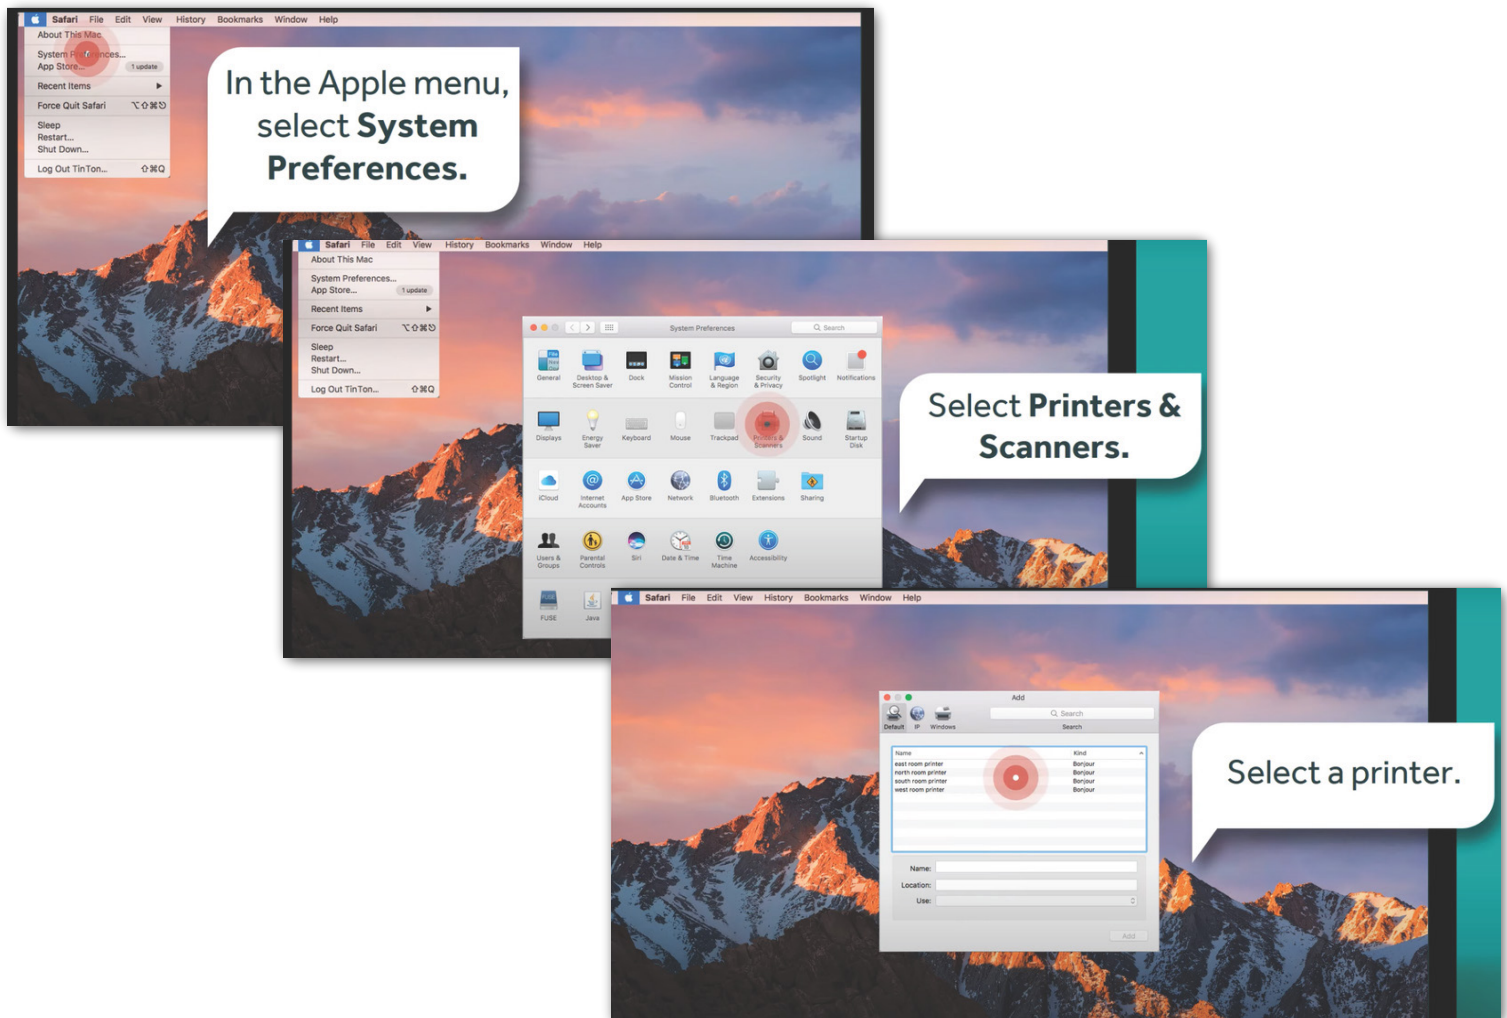 Safari File Edit View History Bookmarks Window Help
About This Mac
System Preferences...
App Store... 1 update
Recent Items
Force Quit Safari ⌥⇧⌘⎋
Sleep
Restart...
Shut Down...
Log Out TinTon... ⇧⌘Q
In the Apple menu,
select System
Preferences.
Safari File Edit View History Bookmarks Window Help
About This Mac
System Preferences...
App Store... 1 update
Recent Items
Force Quit Safari ⌥⇧⌘⎋
Sleep
Restart...
Shut Down...
Log Out TinTon... ⇧⌘Q
System Preferences
Search
General Desktop & Dock Mission Language Security Spotlight Notifications
Screen Saver Control & Region & Privacy
Displays Energy Keyboard Mouse Trackpad Printers & Sound Startup
Saver Scanners Disk
iCloud Internet App Store Network Bluetooth Extensions Sharing
Accounts
Users & Parental Siri Date & Time Time Accessibility
Groups Controls Machine
FUSE Java
Select Printers &
Scanners.
Safari File Edit View History Bookmarks Window Help
Add
Search
Default IP Windows Search
Name Kind
east room printer Bonjour
north room printer Bonjour
south room printer Bonjour
west room printer Bonjour
Name:
Location:
Use:
Add
Select a printer.